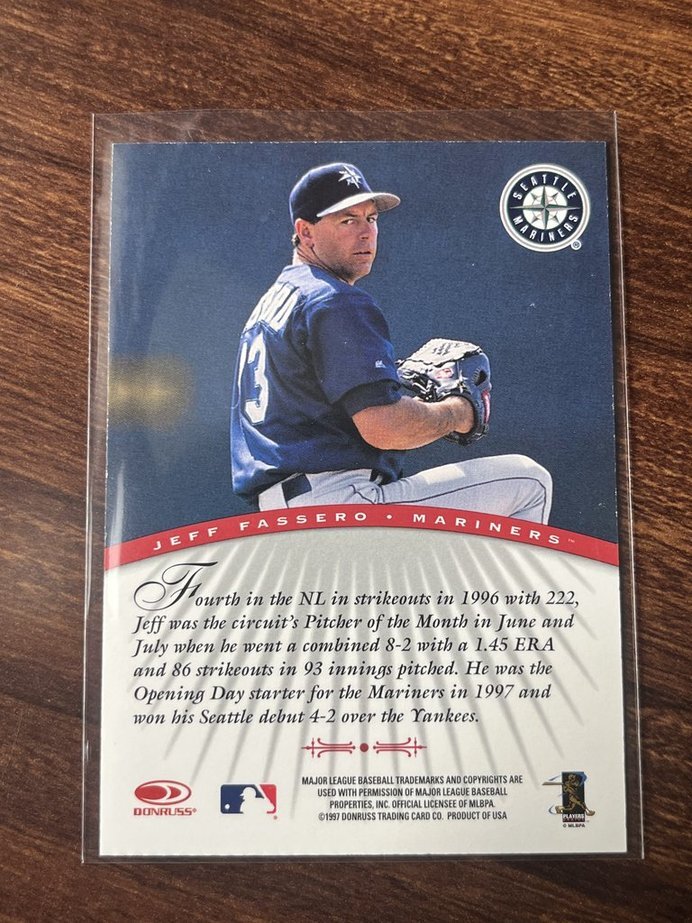 SEATTLE
MARINERS
®
13
JEFF FASSERO • MARINERS™
Fourth in the NL in strikeouts in 1996 with 222,
Jeff was the circuit's Pitcher of the Month in June and
July when he went a combined 8-2 with a 1.45 ERA
and 86 strikeouts in 93 innings pitched. He was the
Opening Day starter for the Mariners in 1997 and
won his Seattle debut 4-2 over the Yankees.
DONRUSS®
MAJOR LEAGUE BASEBALL TRADEMARKS AND COPYRIGHTS ARE
USED WITH PERMISSION OF MAJOR LEAGUE BASEBALL
PROPERTIES, INC. OFFICIAL LICENSEE OF MLBPA.
©1997 DONRUSS TRADING CARD CO. PRODUCT OF USA
PLAYERS
© MLBPA